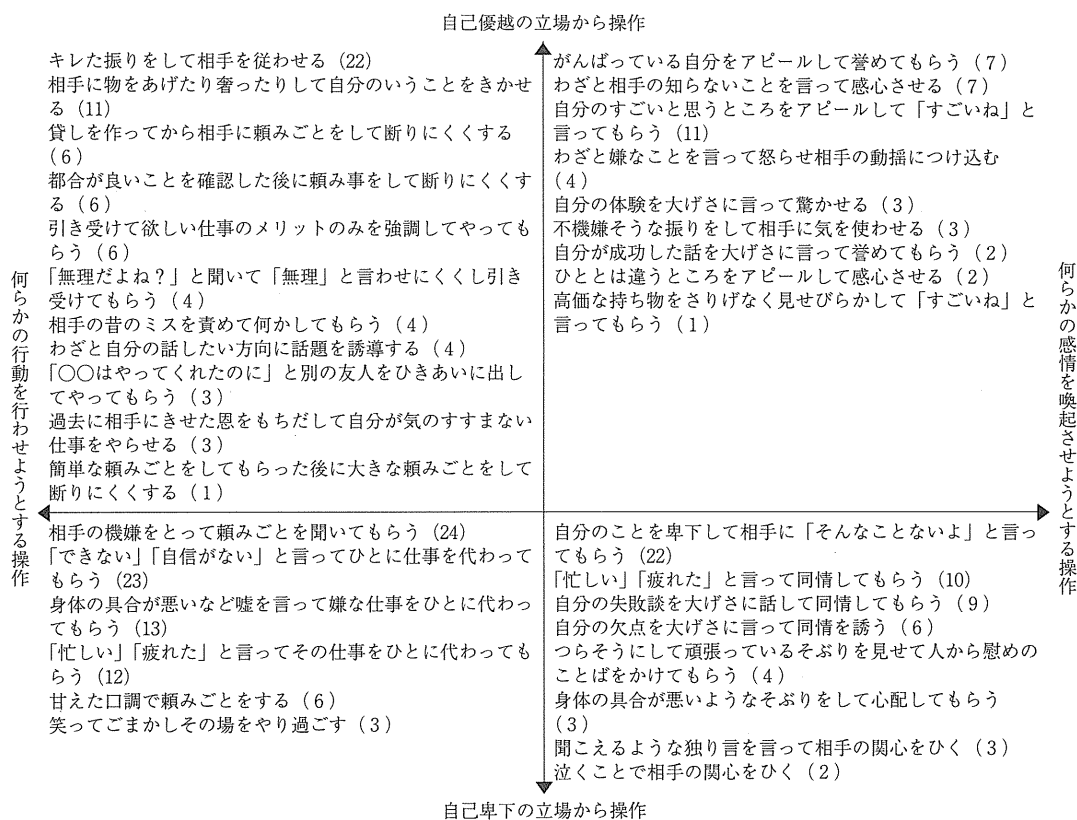 自己優越の立場から操作
キレた振りをして相手を従わせる（22）
相手に物をあげたり奢ったりして自分のいうことをきかせ
る（11）
貸しを作ってから相手に頼みごとをして断りにくくする
（6）
都合が良いことを確認した後に頼み事をして断りにくくす
る（6）
引き受けて欲しい仕事のメリットのみを強調してやっても
らう（6）
「無理だよね？」と聞いて「無理」と言わせにくくし引き
受けてもらう（4）
相手の昔のミスを責めて何かしてもらう（4）
わざと自分の話したい方向に話題を誘導する（4）
「〇〇はやってくれたのに」と別の友人をひきあいに出し
てやってもらう（3）
過去に相手にきせた恩をもちだして自分が気のすすまない
仕事をやらせる（3）
簡単な頼みごとをしてもらった後に大きな頼みごとをして
断りにくくする（1）
がんばっている自分をアピールして誉めてもらう（7）
わざと相手の知らないことを言って感心させる（7）
自分のすごいと思うところをアピールして「すごいね」と
言ってもらう（11）
わざと嫌なことを言って怒らせ相手の動揺につけ込む
（4）
自分の体験を大げさに言って驚かせる（3）
不機嫌そうな振りをして相手に気を使わせる（3）
自分が成功した話を大げさに言って誉めてもらう（2）
ひととは違うところをアピールして感心させる（2）
高価な持ち物をさりげなく見せびらかして「すごいね」と
言ってもらう（1）
何らかの行動を行わせようとする操作
何らかの感情を喚起させようとする操作
相手の機嫌をとって頼みごとを聞いてもらう（24）
「できない」「自信がない」と言ってひとに仕事を代わって
もらう（23）
身体の具合が悪いなど嘘を言って嫌な仕事をひとに代わっ
てもらう（13）
「忙しい」「疲れた」と言ってその仕事をひとに代わっても
らう（12）
甘えた口調で頼みごとをする（6）
笑ってごまかしその場をやり過ごす（3）
自分のことを卑下して相手に「そんなことないよ」と言っ
てもらう（22）
「忙しい」「疲れた」と言って同情してもらう（10）
自分の失敗談を大げさに話して同情してもらう（9）
自分の欠点を大げさに言って同情を誘う（6）
つらそうにして頑張っているそぶりを見せて人から慰めの
ことばをかけてもらう（4）
身体の具合が悪いようなそぶりをして心配してもらう
（3）
聞こえるような独り言を言って相手の関心をひく（3）
泣くことで相手の関心をひく（2）
自己卑下の立場から操作